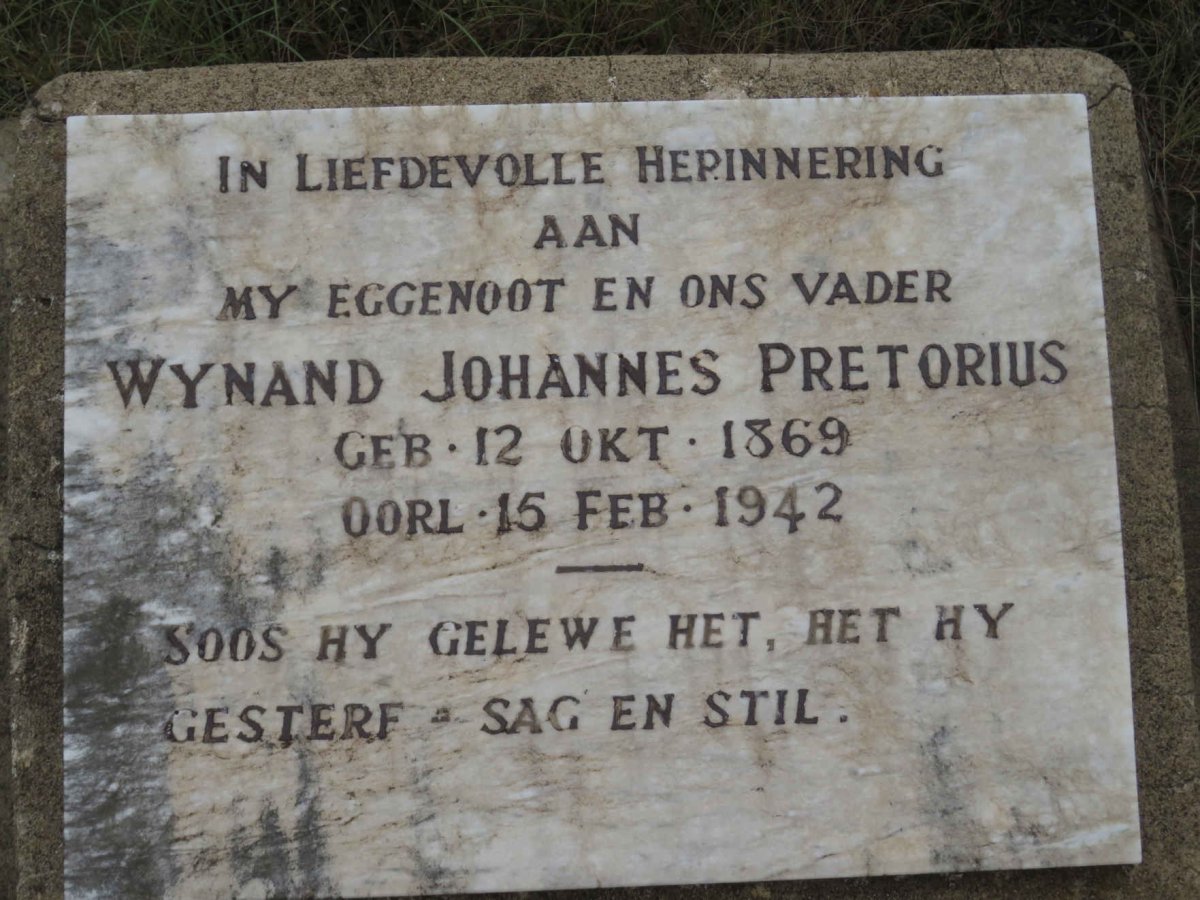 IN LIEFDEVOLLE HERINNERING
AAN
MY EGGENOOT EN ONS VADER
WYNAND JOHANNES PRETORIUS
GEB · 12 OKT · 1869
OORL · 15 FEB · 1942
SOOS HY GELEWE HET, HET HY
GESTERF - SAG EN STIL.